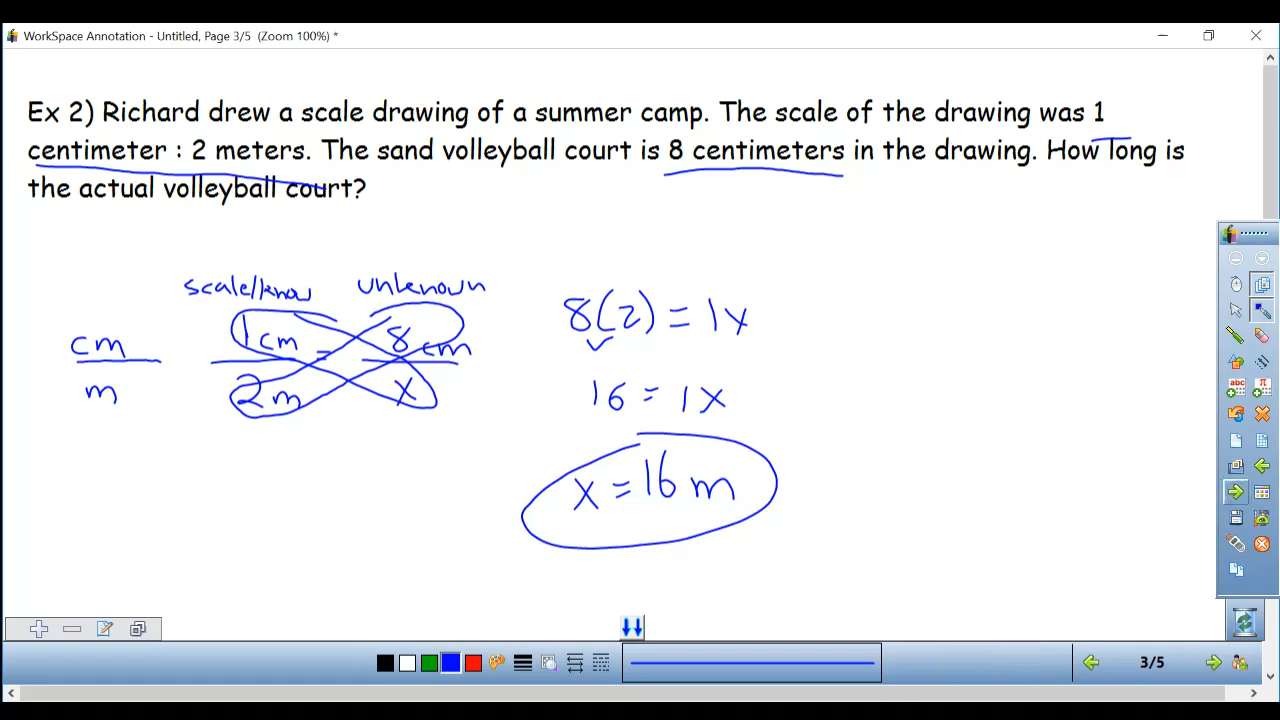 WorkSpace Annotation - Untitled, Page 3/5 (Zoom 100%) *
Ex 2) Richard drew a scale drawing of a summer camp. The scale of the drawing was 1
centimeter : 2 meters. The sand volleyball court is 8 centimeters in the drawing. How long is
the actual volleyball court?
scale/know unknown
cm 1cm = 8 cm
m 2m x
8(2) = 1x
16 = 1x
x = 16 m
abc π
3/5